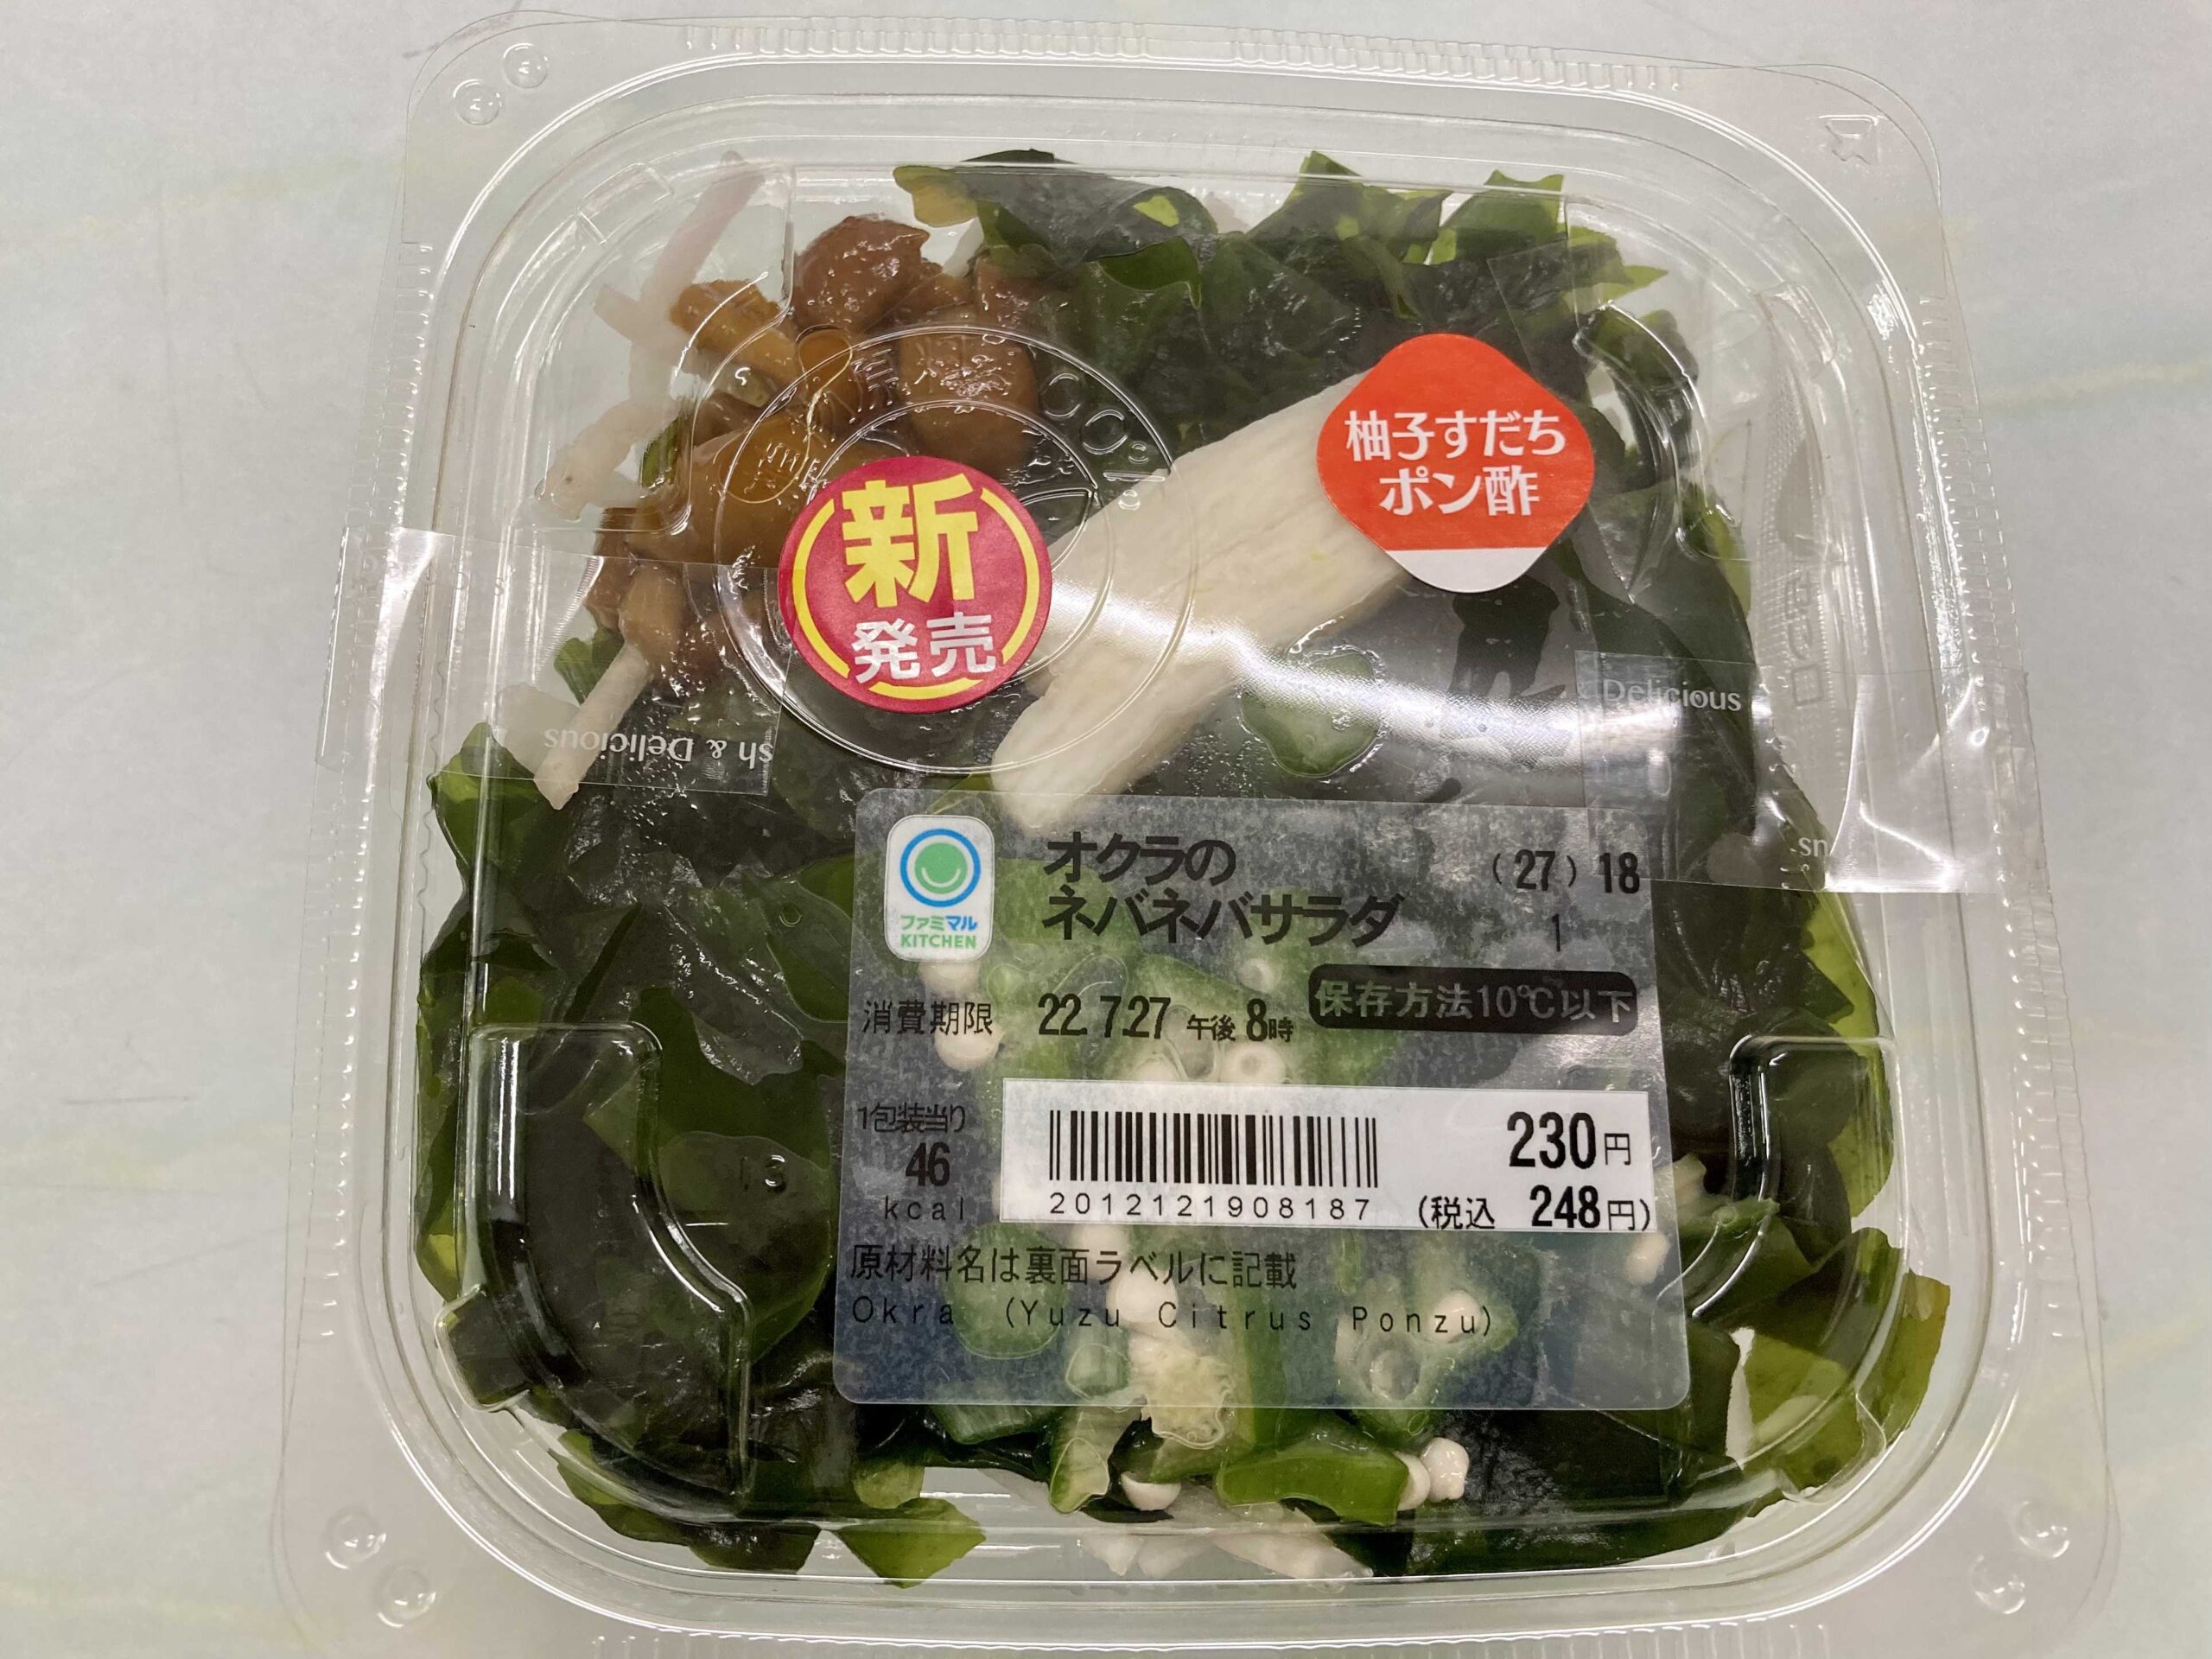 柚子すだち
ポン酢
新
発売
Delicious
sh & Delicious
ファミマル
KITCHEN
オクラの
ネバネバサラダ
(27) 18
1
消費期限 22.7.27 午後 8時
保存方法10℃以下
1包装当り
46
kcal
2012121908187
230円
(税込 248円)
原材料名は裏面ラベルに記載
Okra (Yuzu Citrus Ponzu)